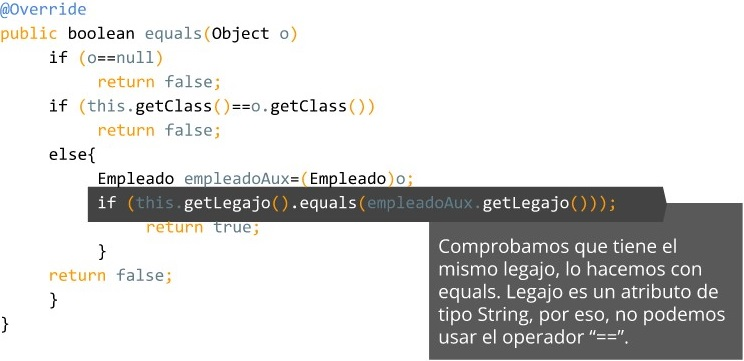 @Override
public boolean equals(Object o)
if (o==null)
return false;
if (this.getClass()==o.getClass())
return false;
else{
Empleado empleadoAux=(Empleado)o;
if (this.getLegajo().equals(empleadoAux.getLegajo()));
return true;
}
return false;
}
}
Comprobamos que tiene el
mismo legajo, lo hacemos con
equals. Legajo es un atributo de
tipo String, por eso, no podemos
usar el operador “==”.